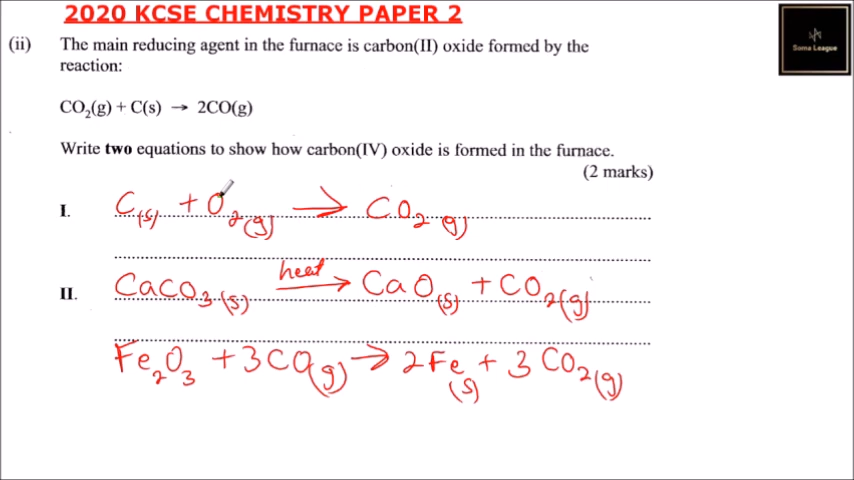 2020 KCSE CHEMISTRY PAPER 2
Soma League
(ii) The main reducing agent in the furnace is carbon(II) oxide formed by the
reaction:
CO₂(g) + C(s) → 2CO(g)
Write two equations to show how carbon(IV) oxide is formed in the furnace.
(2 marks)
I. C(s) + O₂(g) → CO₂(g)
II. CaCO₃(s) heat → CaO(s) + CO₂(g)
Fe₂O₃ + 3CO(g) → 2Fe(s) + 3CO₂(g)